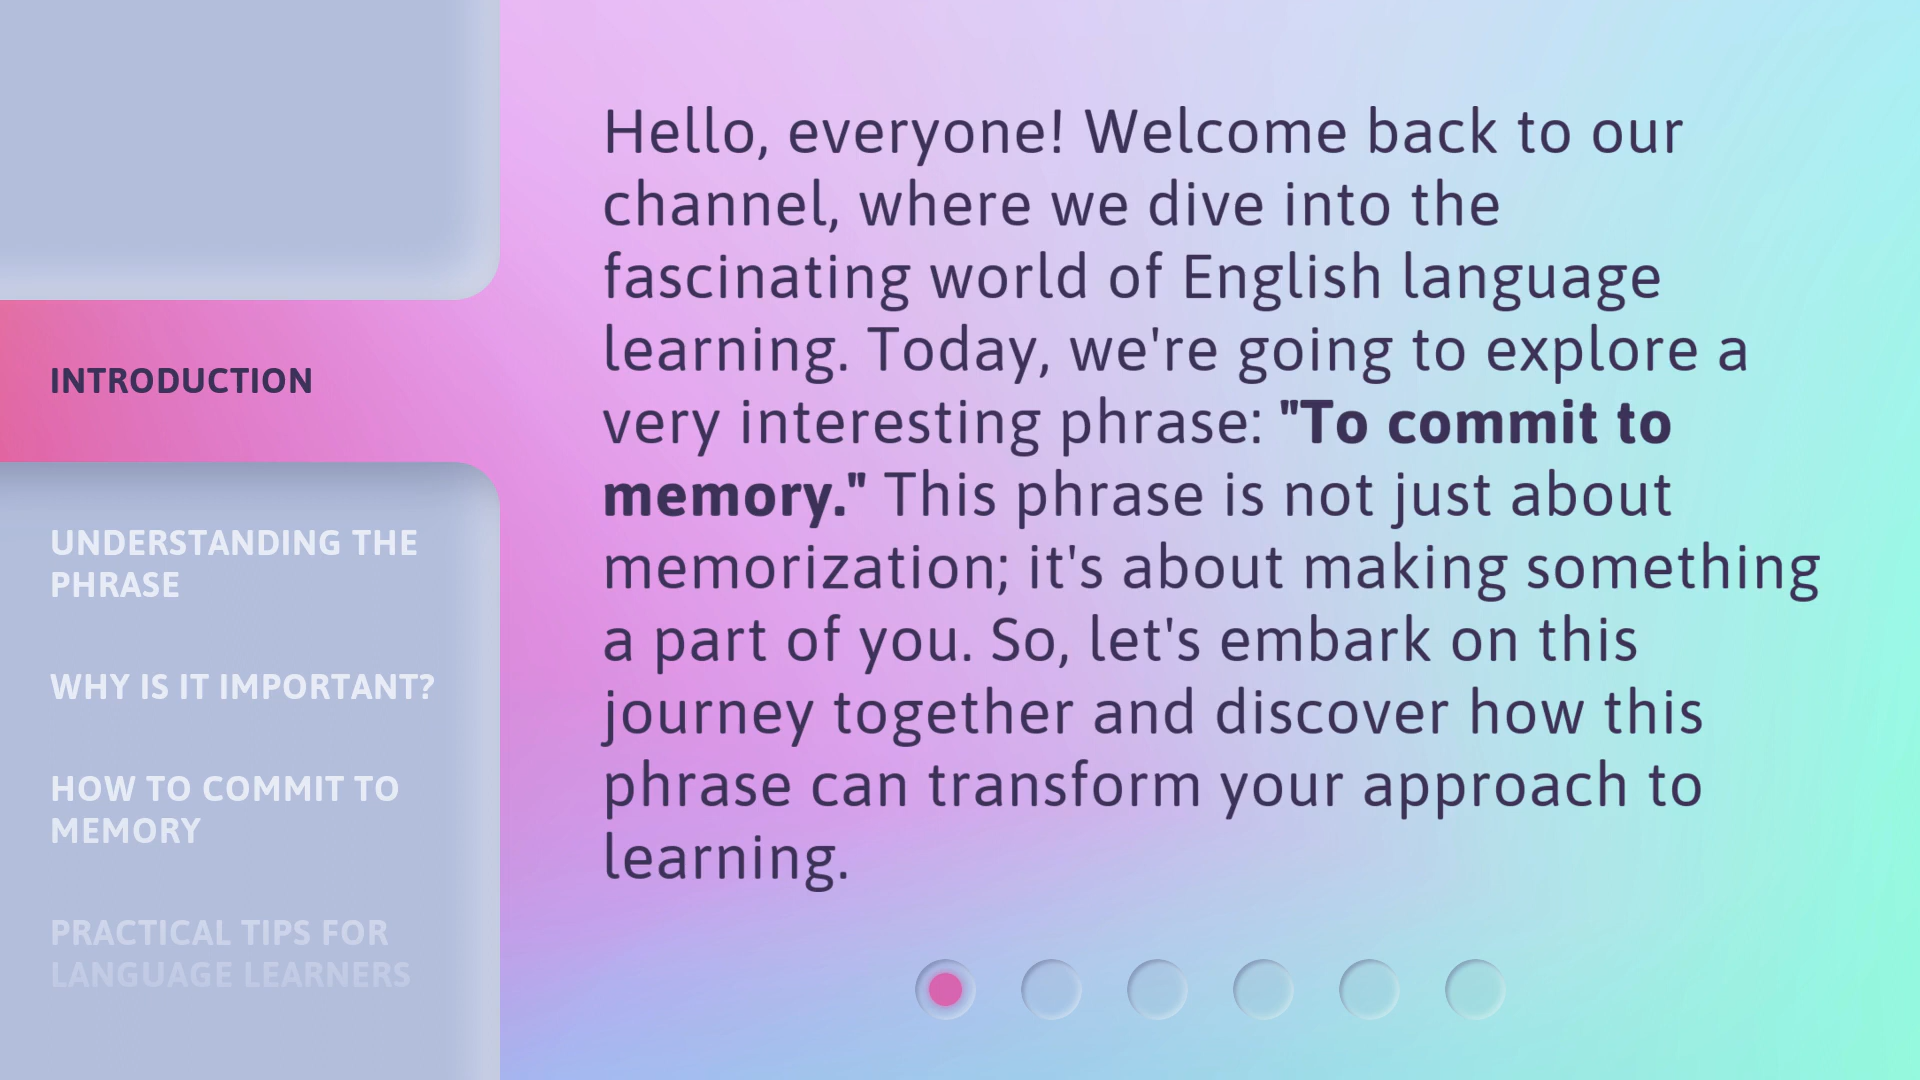 INTRODUCTION
UNDERSTANDING THE
PHRASE
WHY IS IT IMPORTANT?
HOW TO COMMIT TO
MEMORY
PRACTICAL TIPS FOR
LANGUAGE LEARNERS
Hello, everyone! Welcome back to our
channel, where we dive into the
fascinating world of English language
learning. Today, we're going to explore a
very interesting phrase: "To commit to
memory." This phrase is not just about
memorization; it's about making something
a part of you. So, let's embark on this
journey together and discover how this
phrase can transform your approach to
learning.